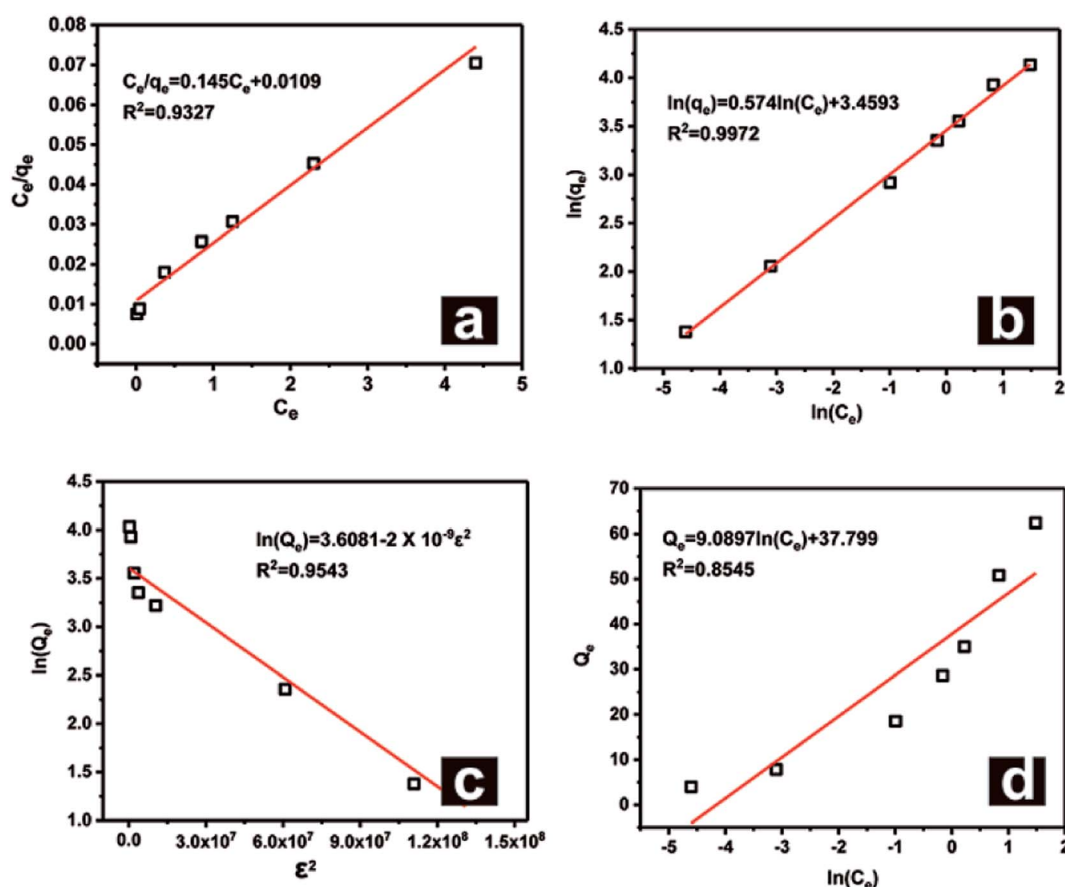 0.08
0.07
0.06
0.05
0.04
0.03
0.02
0.01
0.00
Cₑ/qₑ
Cₑ/qₑ=0.145Cₑ+0.0109
R²=0.9327
a
0 1 2 3 4 5
Cₑ
4.5
4.0
3.5
3.0
2.5
2.0
1.5
1.0
ln(qₑ)
ln(qₑ)=0.574ln(Cₑ)+3.4593
R²=0.9972
b
-5 -4 -3 -2 -1 0 1 2
ln(Cₑ)
4.5
4.0
3.5
3.0
2.5
2.0
1.5
1.0
ln(Qₑ)
ln(Qₑ)=3.6081-2 X 10⁻⁹ε²
R²=0.9543
c
0.0 3.0x10⁷ 6.0x10⁷ 9.0x10⁷ 1.2x10⁸ 1.5x10⁸
ε²
70
60
50
40
30
20
10
0
Qₑ
Qₑ=9.0897ln(Cₑ)+37.799
R²=0.8545
d
-5 -4 -3 -2 -1 0 1 2
ln(Cₑ)